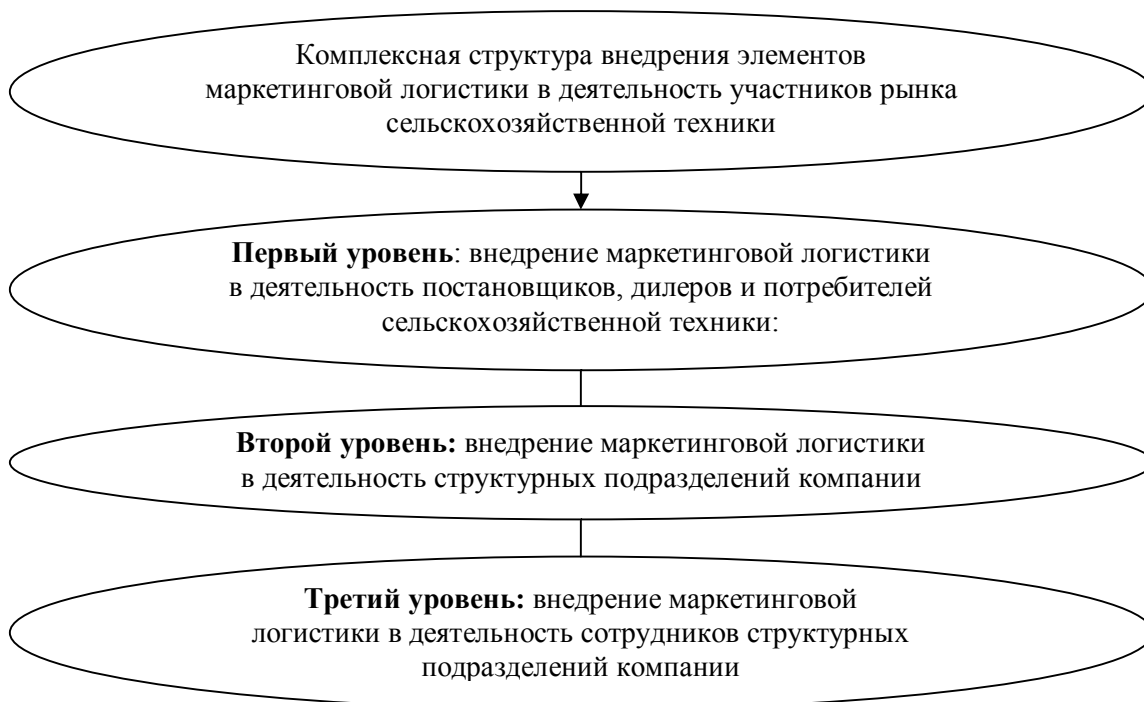 Комплексная структура внедрения элементов
маркетинговой логистики в деятельность участников рынка
сельскохозяйственной техники
Первый уровень: внедрение маркетинговой логистики
в деятельность постановщиков, дилеров и потребителей
сельскохозяйственной техники:
Второй уровень: внедрение маркетинговой логистики
в деятельность структурных подразделений компании
Третий уровень: внедрение маркетинговой
логистики в деятельность сотрудников структурных
подразделений компании